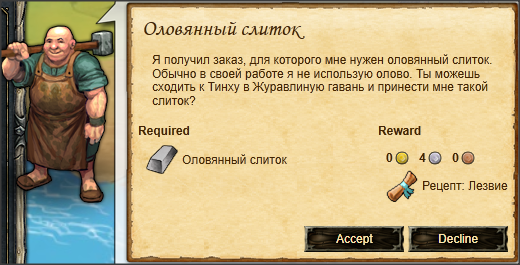 Оловянный слиток
Я получил заказ, для которого мне нужен оловянный слиток.
Обычно в своей работе я не использую олово. Ты можешь
сходить к Тинху в Журавлиную гавань и принести мне такой
слиток?
Required
Reward
Оловянный слиток
0 4 0
Рецепт: Лезвие
Accept
Decline